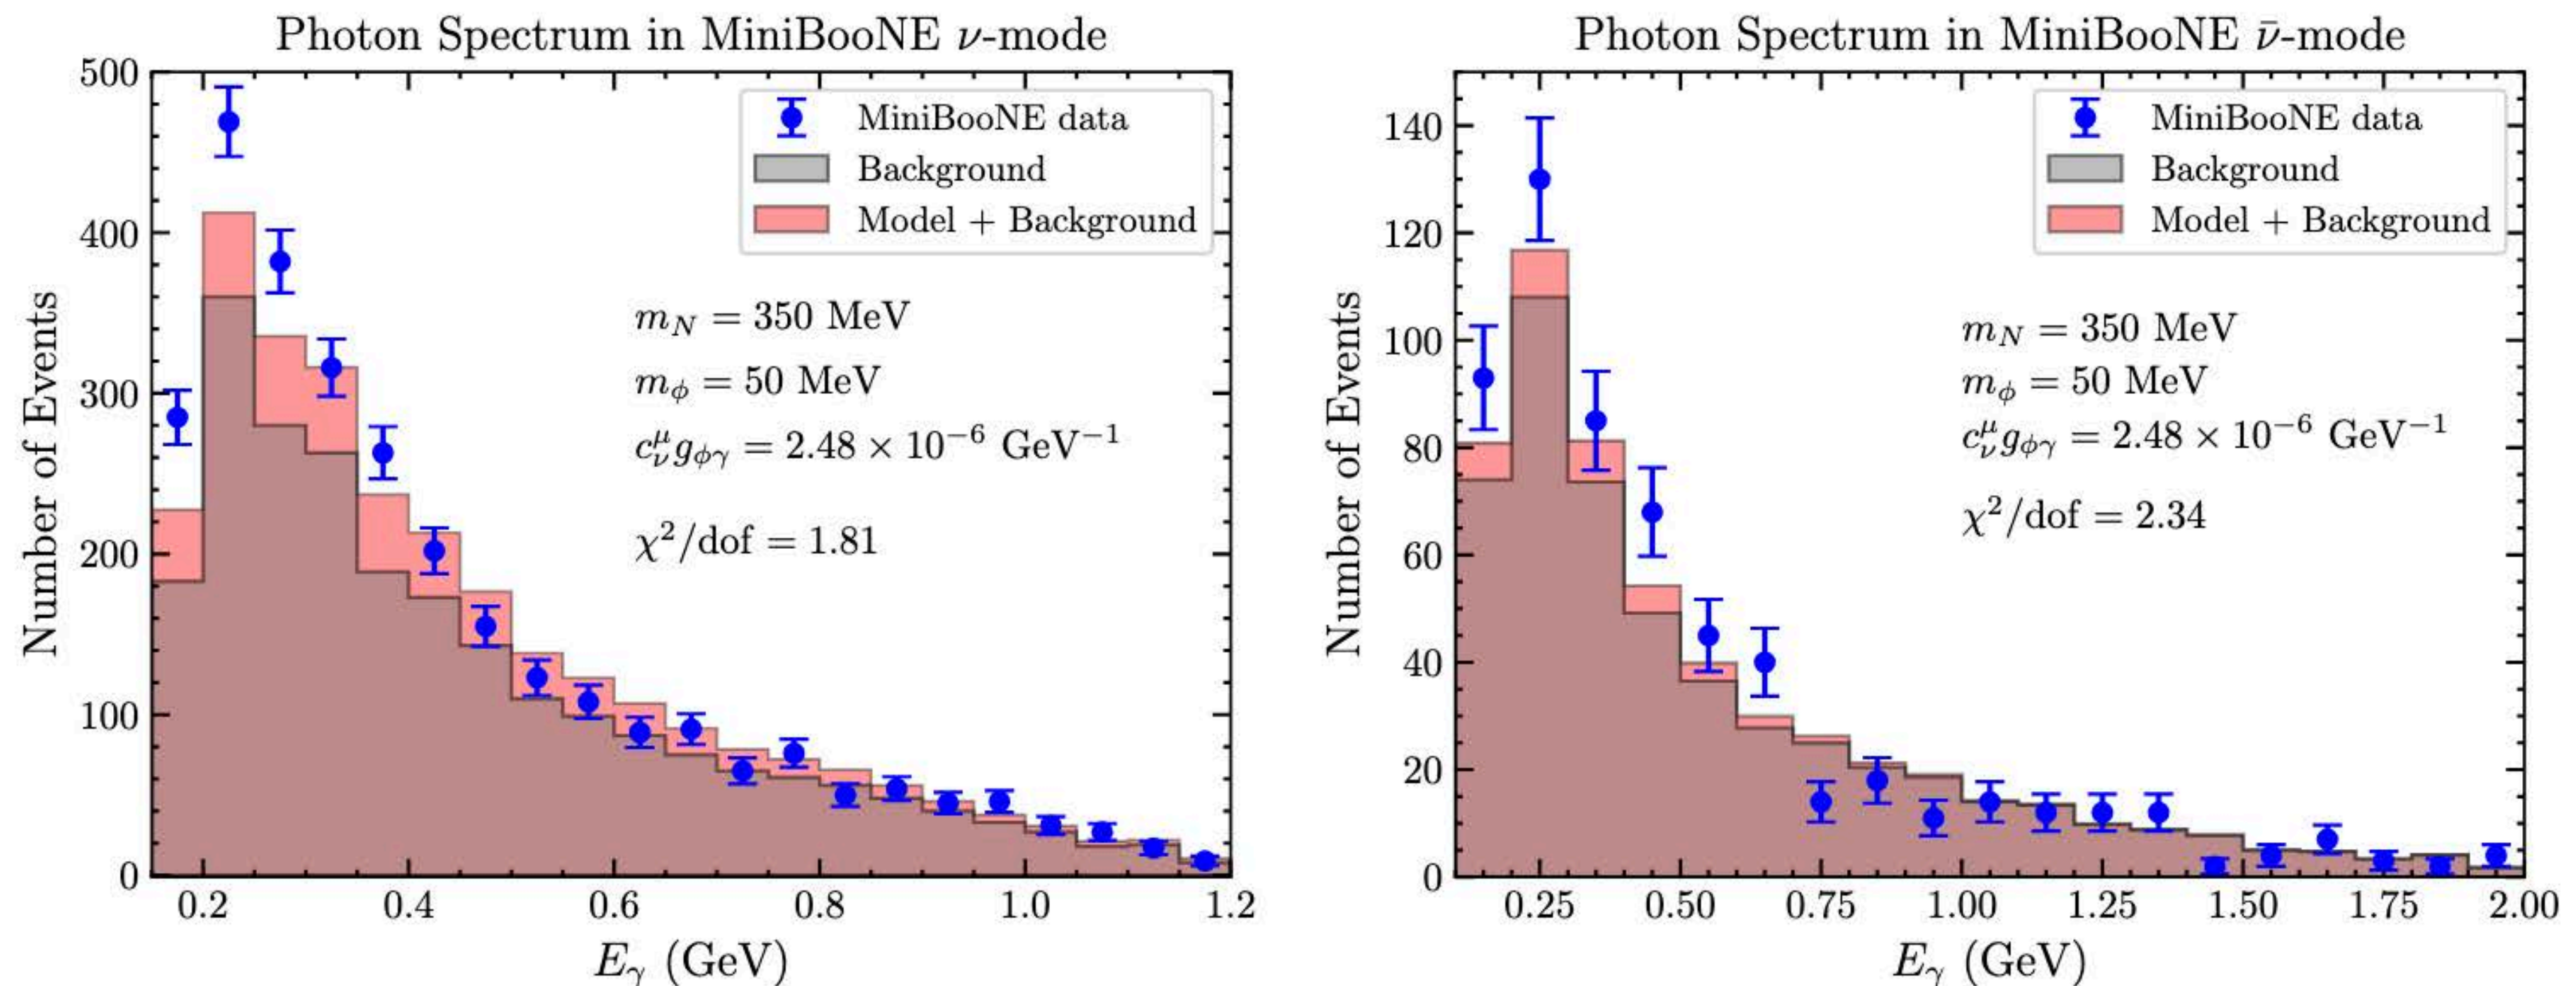 Photon Spectrum in MiniBooNE ν-mode
500
400
300
200
100
0
Number of Events
MiniBooNE data
Background
Model + Background
m_N = 350 MeV
m_ϕ = 50 MeV
c_ν^μ g_ϕγ = 2.48 × 10^−6 GeV^−1
χ^2/dof = 1.81
0.2 0.4 0.6 0.8 1.0 1.2
E_γ (GeV)
Photon Spectrum in MiniBooNE ν̄-mode
140
120
100
80
60
40
20
0
Number of Events
MiniBooNE data
Background
Model + Background
m_N = 350 MeV
m_ϕ = 50 MeV
c_ν^μ g_ϕγ = 2.48 × 10^−6 GeV^−1
χ^2/dof = 2.34
0.25 0.50 0.75 1.00 1.25 1.50 1.75 2.00
E_γ (GeV)